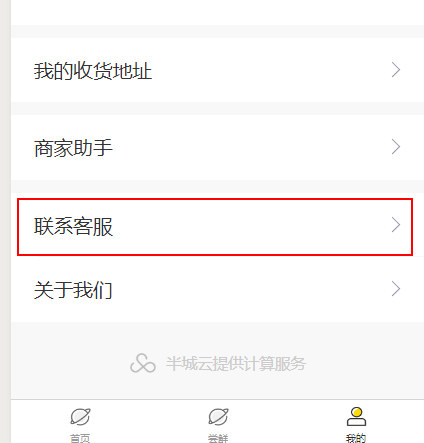 我的收货地址
商家助手
联系客服
关于我们
半城云提供计算服务
首页
尝鲜
我的